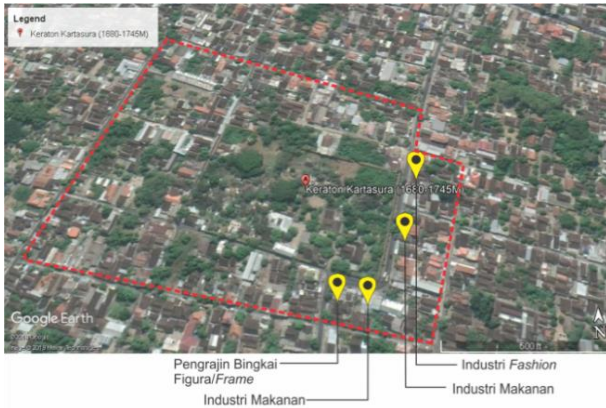 Legend
Keraton Kartasura (1680-1745M)
Keraton Kartasura (1680-1745M)
Google Earth
N
500 ft
Pengrajin Bingkai
Figura/Frame
Industri Makanan
Industri Fashion
Industri Makanan